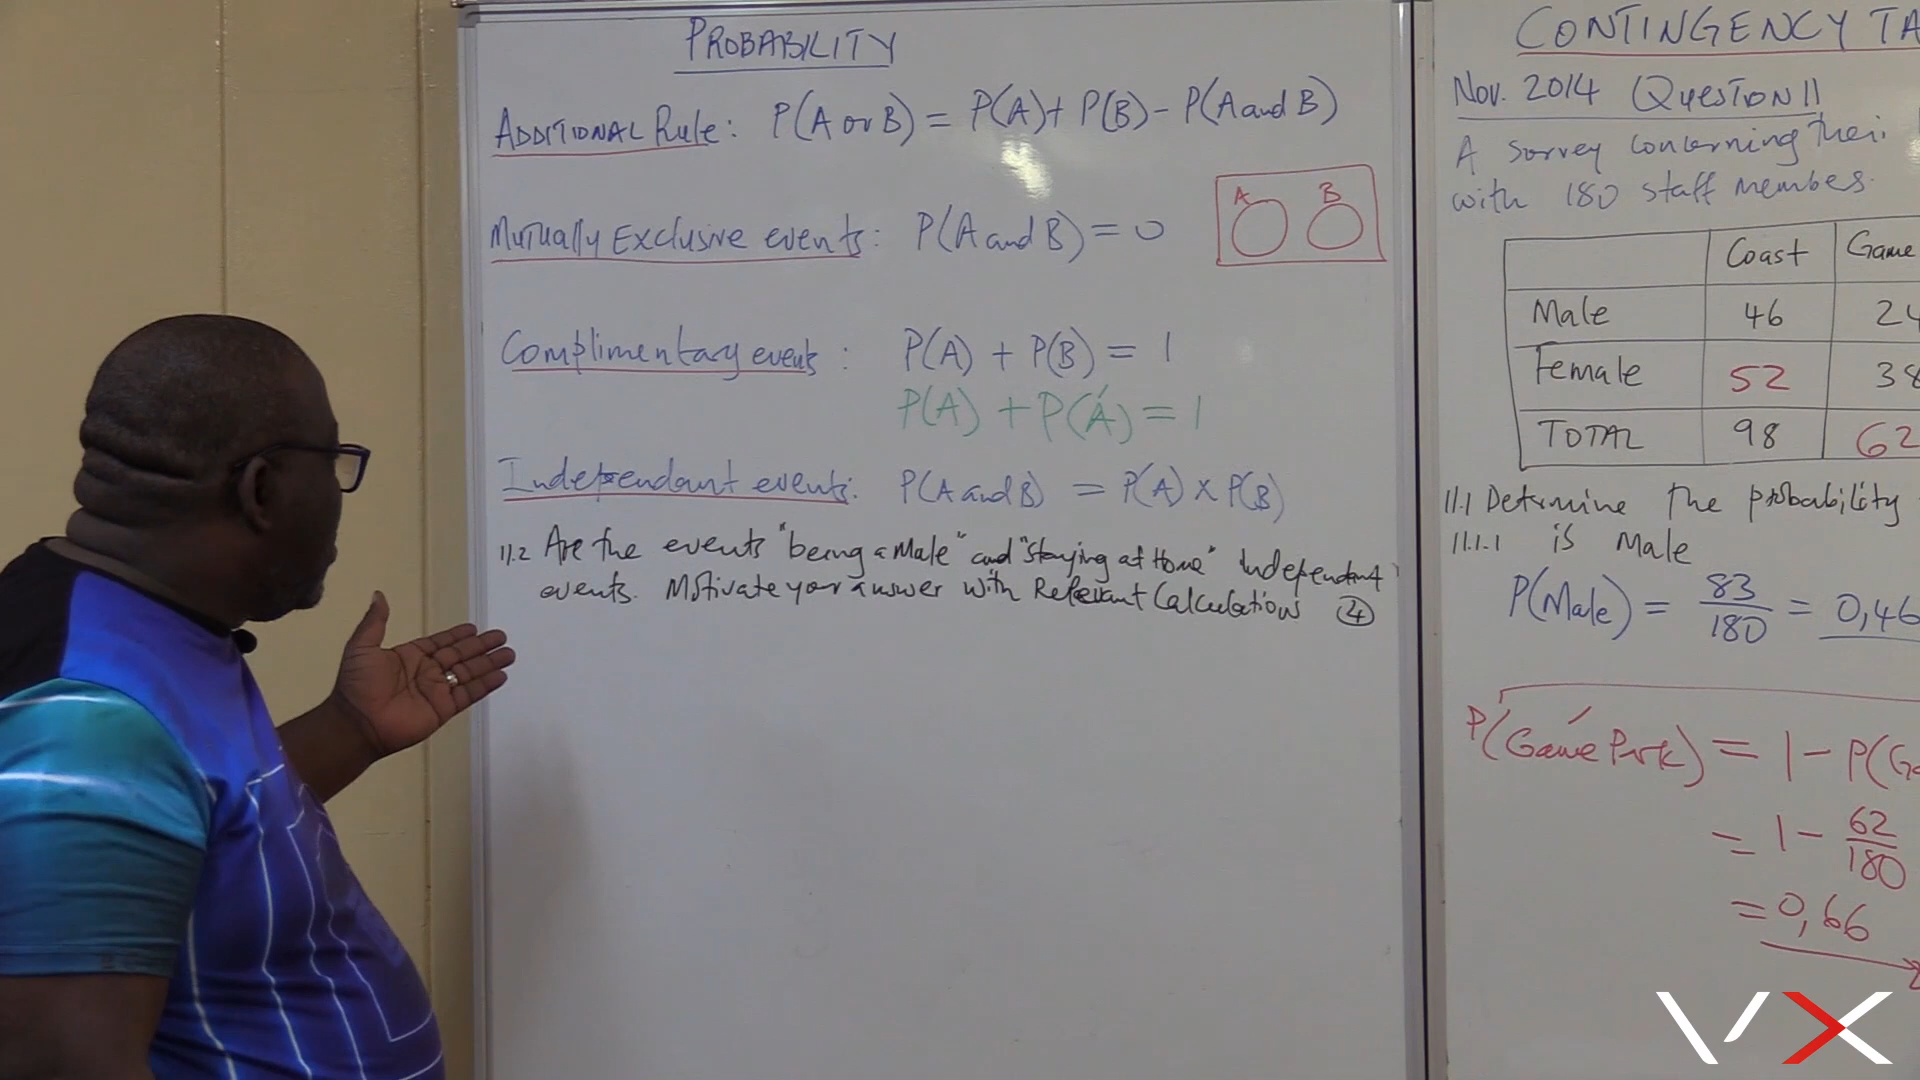 PROBABILITY
ADDITIONAL Rule: P(A or B) = P(A) + P(B) - P(A and B)
A B
Mutually Exclusive events: P(A and B) = 0
Complimentary events: P(A) + P(B) = 1
P(A) + P(A') = 1
Independant events: P(A and B) = P(A) x P(B)
11.2 Are the events "being a Male" and "Staying at Home" independent
events. Motivate your answer with Relevant Calculations (4)
CONTINGENCY TA
Nov. 2014 (QuesTION 11
A Survey concerning their
with 180 staff membes.
Coast Game
Male 46 24
Female 52 38
TOTAL 98 62
11.1 Determine the probability
11.1.1 is Male
P(Male) = 83/180 = 0,46
P(Game Park)' = 1 - P(Ga
= 1 - 62/180
= 0,66
VX